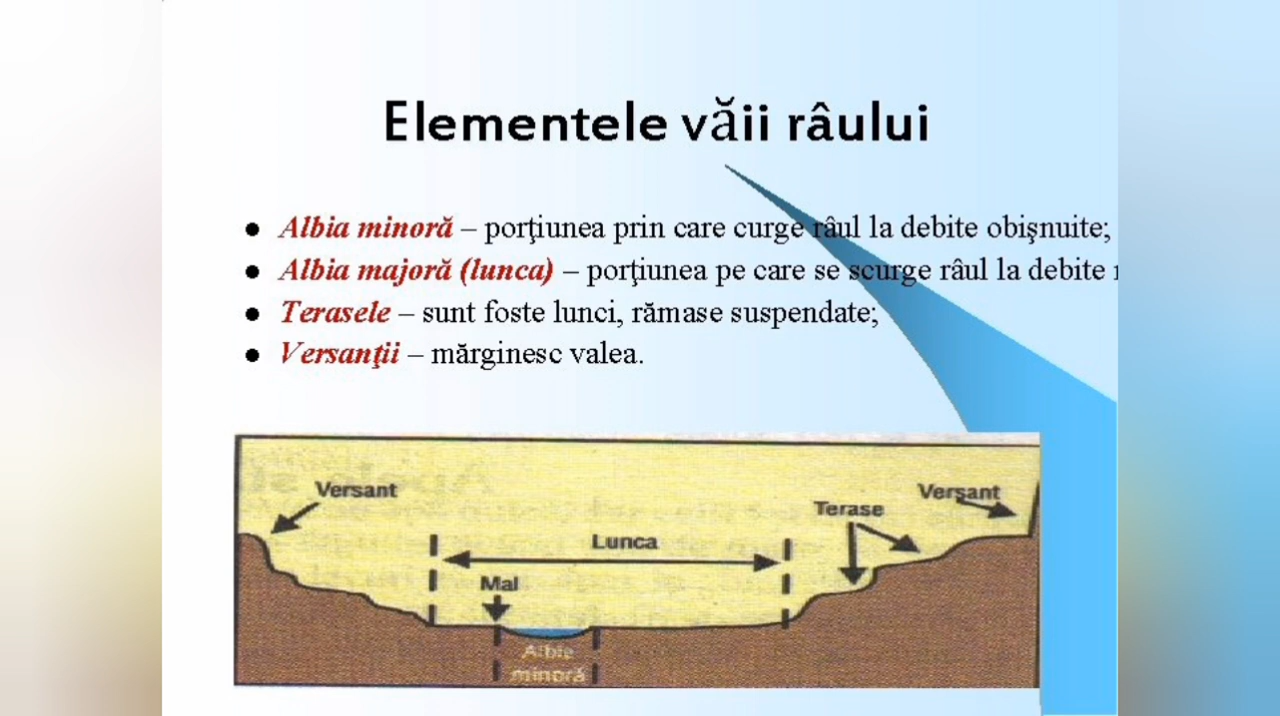 Elementele văii râului
● Albia minoră – porţiunea prin care curge râul la debite obişnuite;
● Albia majoră (lunca) – porţiunea pe care se scurge râul la debite
● Terasele – sunt foste lunci, rămase suspendate;
● Versanţii – mărginesc valea.
Versant
Versant
Terase
Lunca
Mal
Albie
minoră